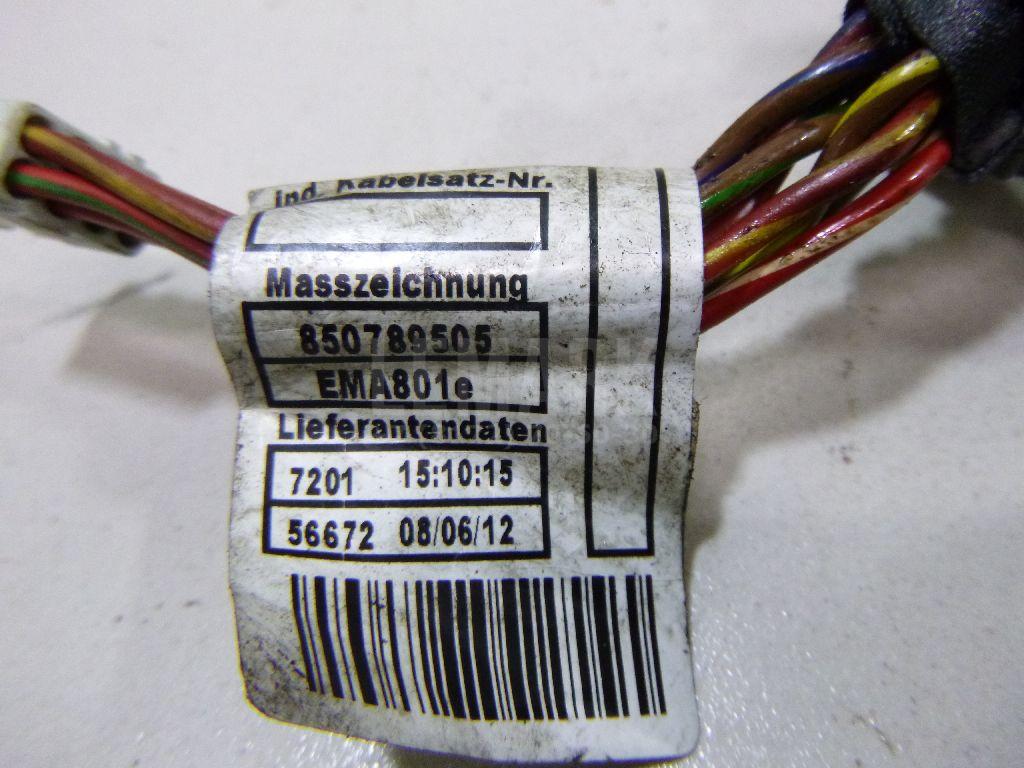 ind. Kabelsatz-Nr.
Masszeichnung
850789505
EMA801e
Lieferantendaten
7201 15:10:15
56672 08/06/12